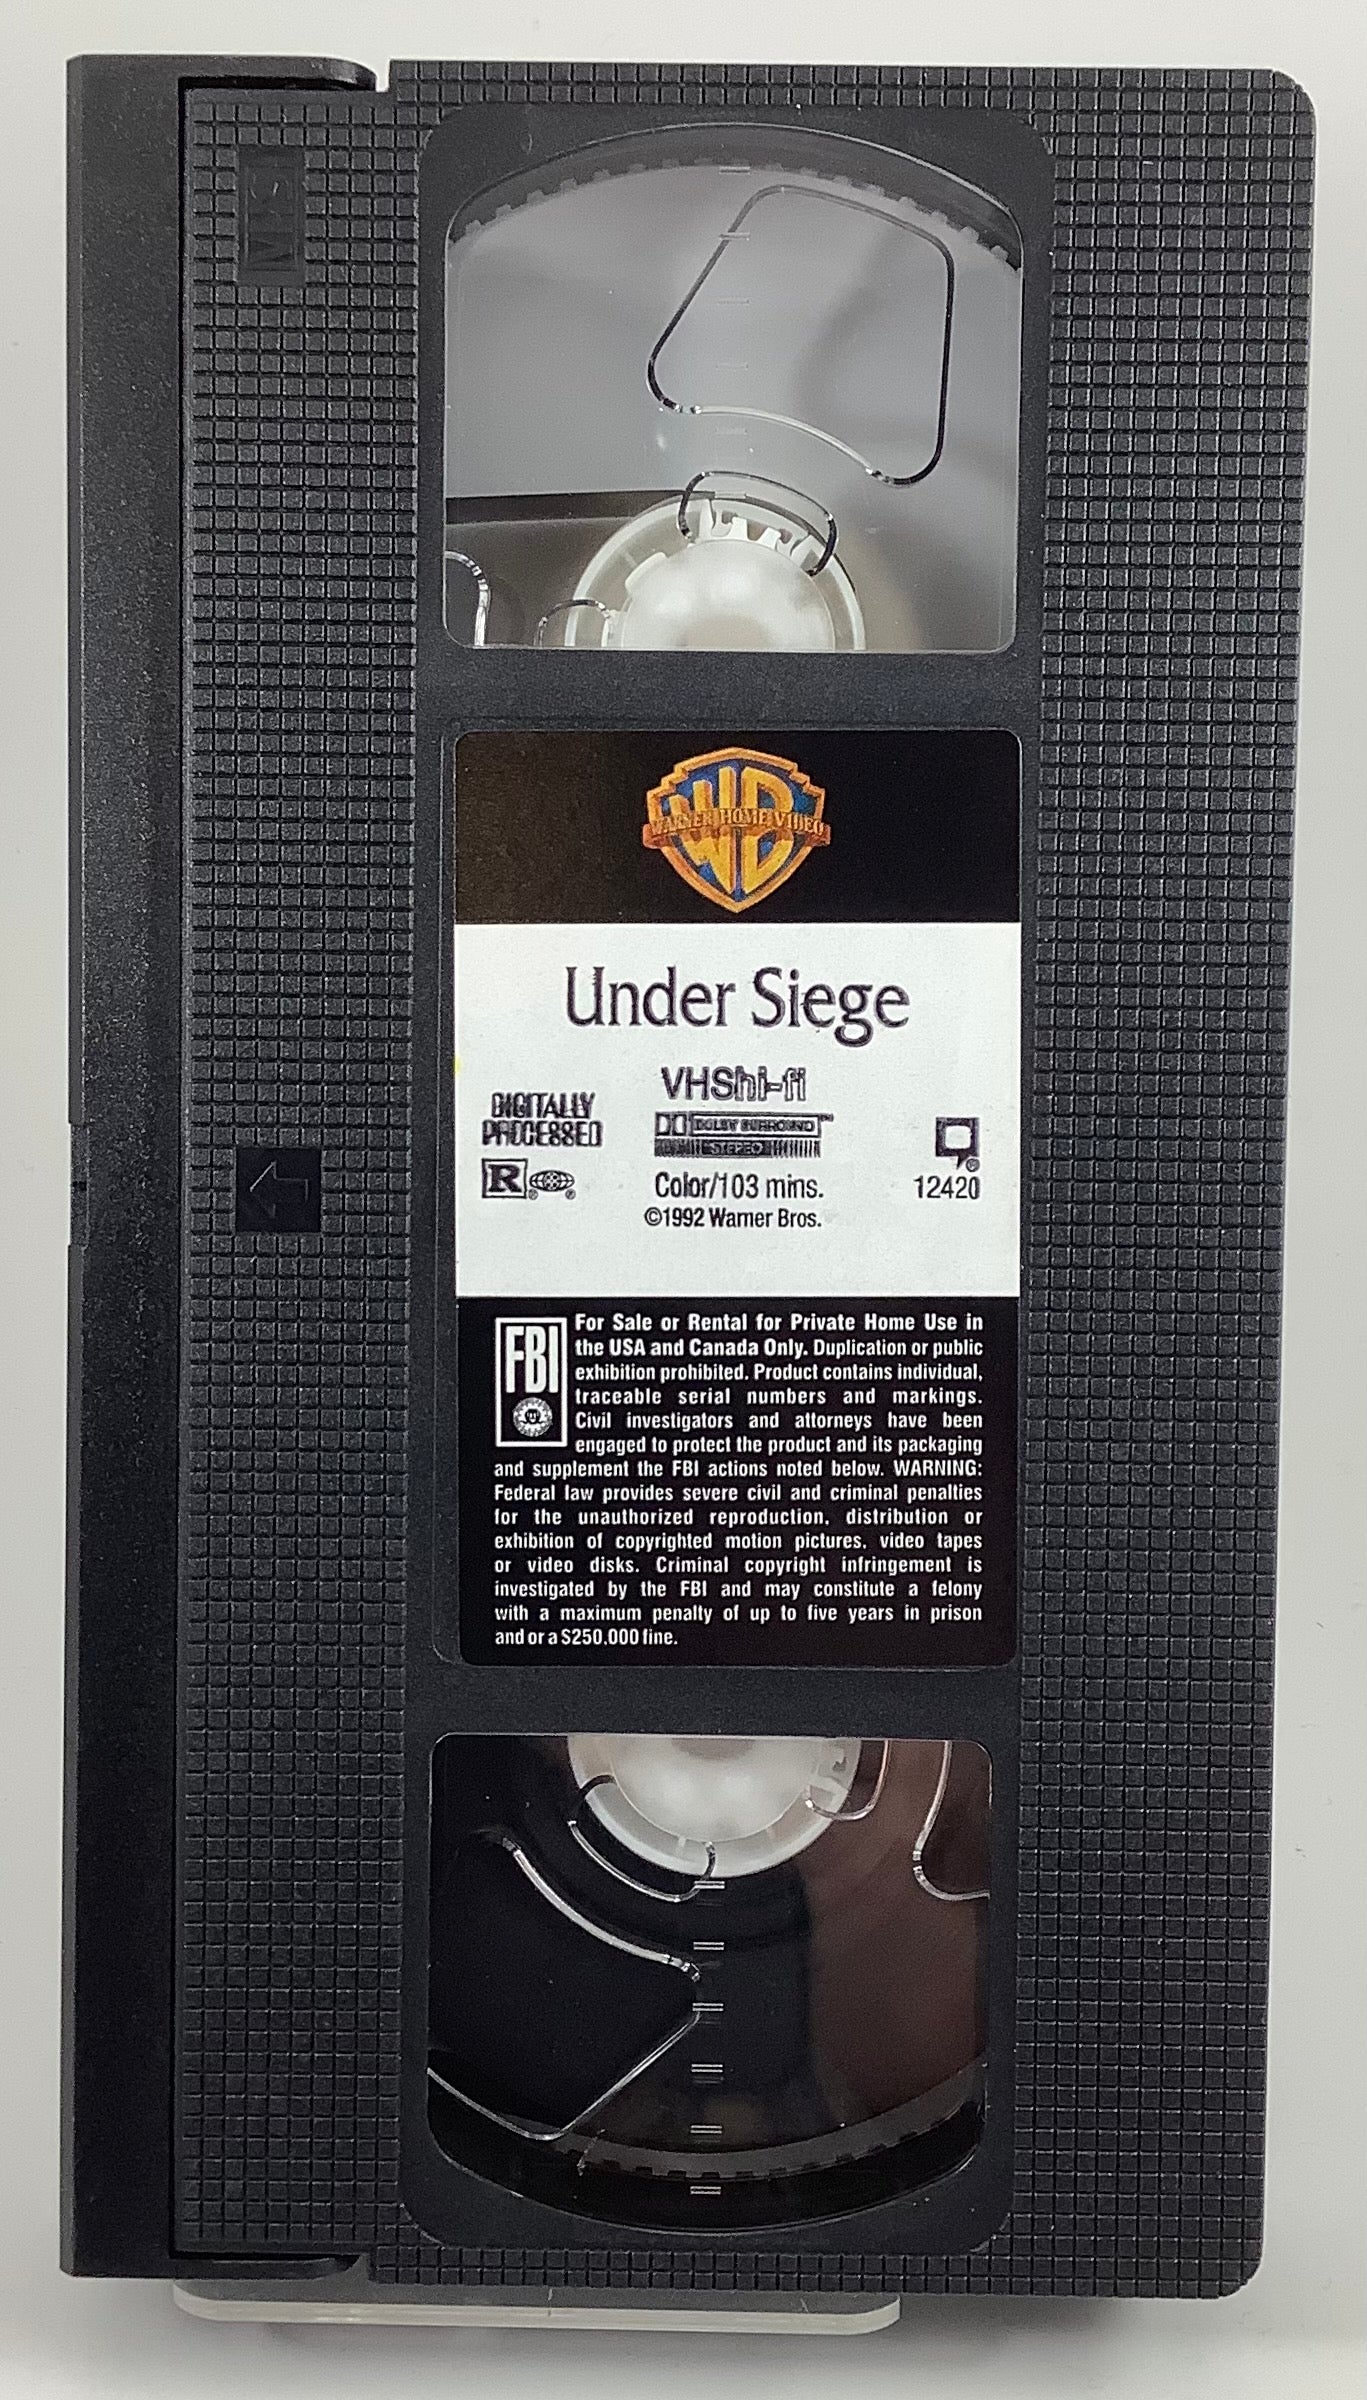 VHS
WB
WARNER HOME VIDEO
Under Siege
VHS hi-fi
DIGITALLY
PROCESSED
DOLBY SURROUND™
STEREO
R®
®
®
Color/103 mins.
12420
©1992 Warner Bros.
FBI
For Sale or Rental for Private Home Use in
the USA and Canada Only. Duplication or public
exhibition prohibited. Product contains individual,
traceable serial numbers and markings.
Civil investigators and attorneys have been
engaged to protect the product and its packaging
and supplement the FBI actions noted below. WARNING:
Federal law provides severe civil and criminal penalties
for the unauthorized reproduction, distribution or
exhibition of copyrighted motion pictures, video tapes
or video disks. Criminal copyright infringement is
investigated by the FBI and may constitute a felony
with a maximum penalty of up to five years in prison
and or a $250,000 fine.